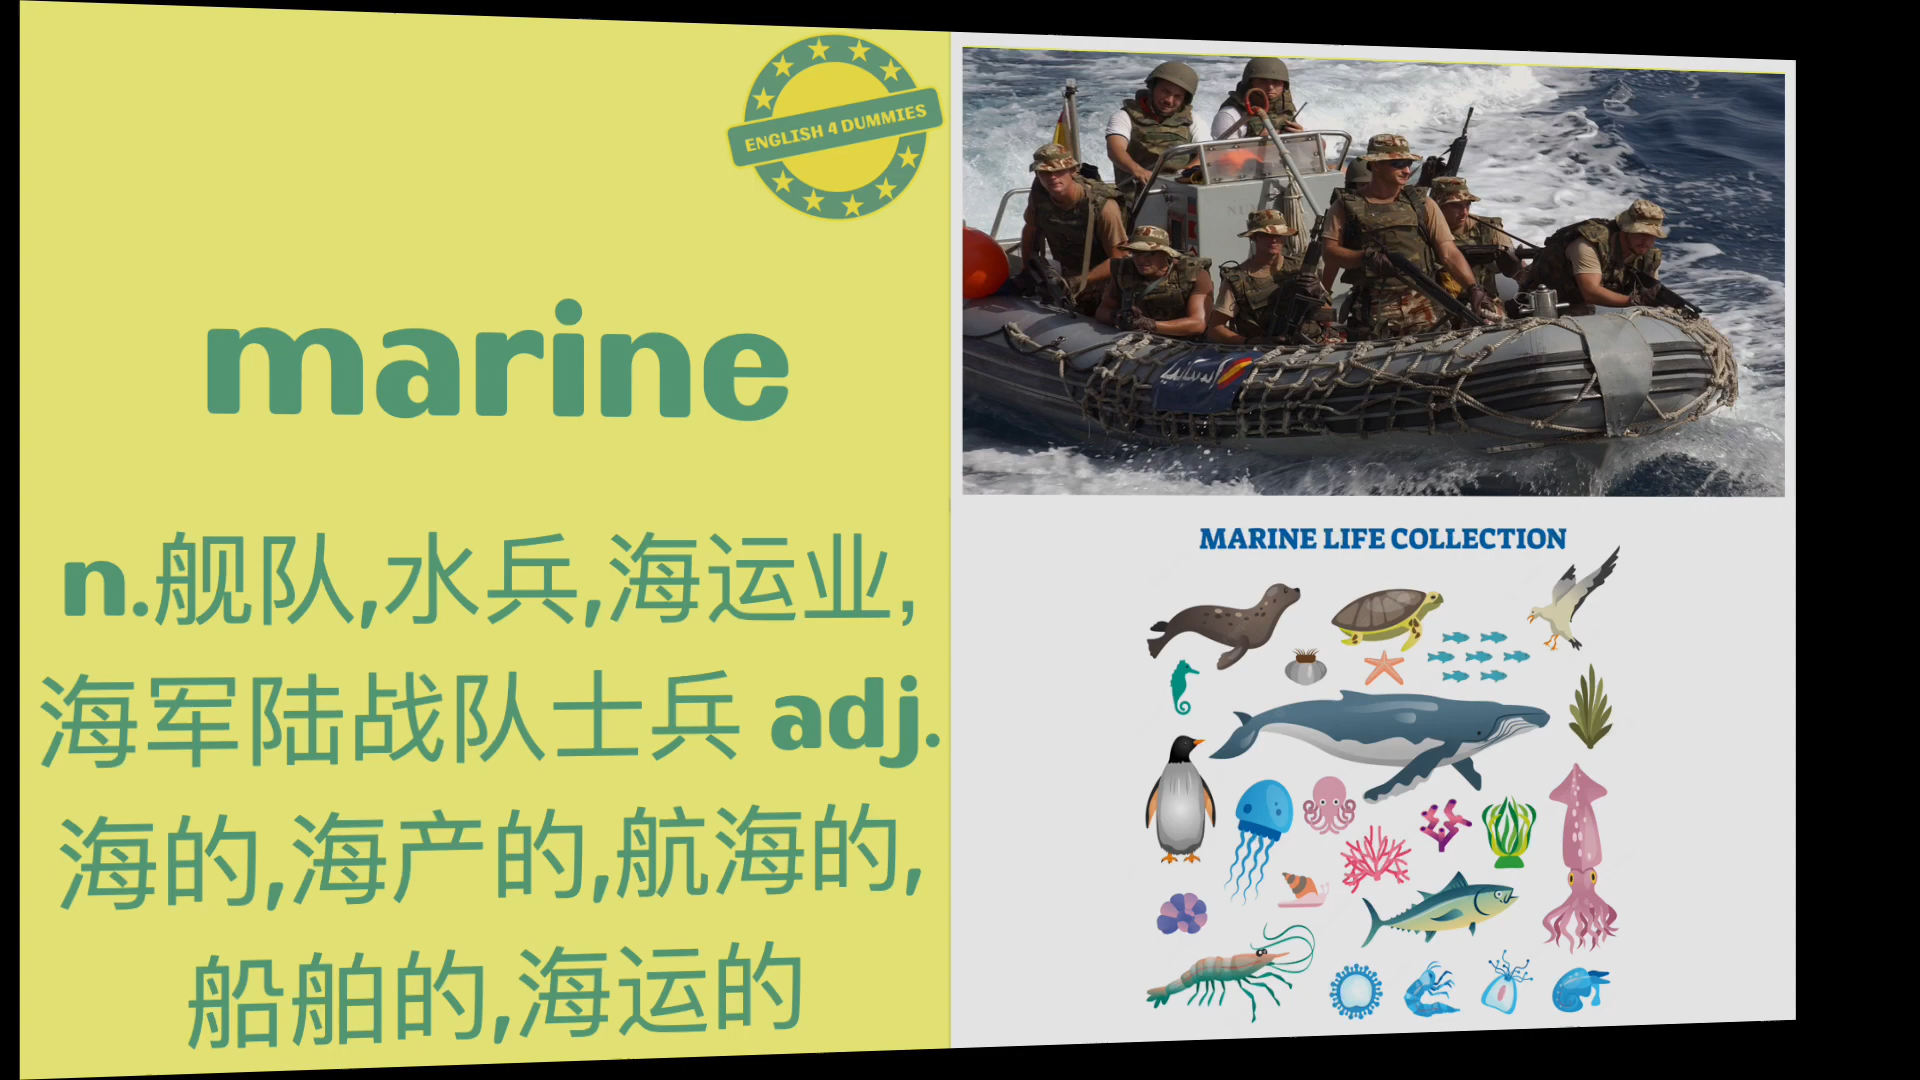 ENGLISH 4 DUMMIES
marine
n.舰队,水兵,海运业,
海军陆战队士兵 adj.
海的,海产的,航海的,
船舶的,海运的
MARINE LIFE COLLECTION